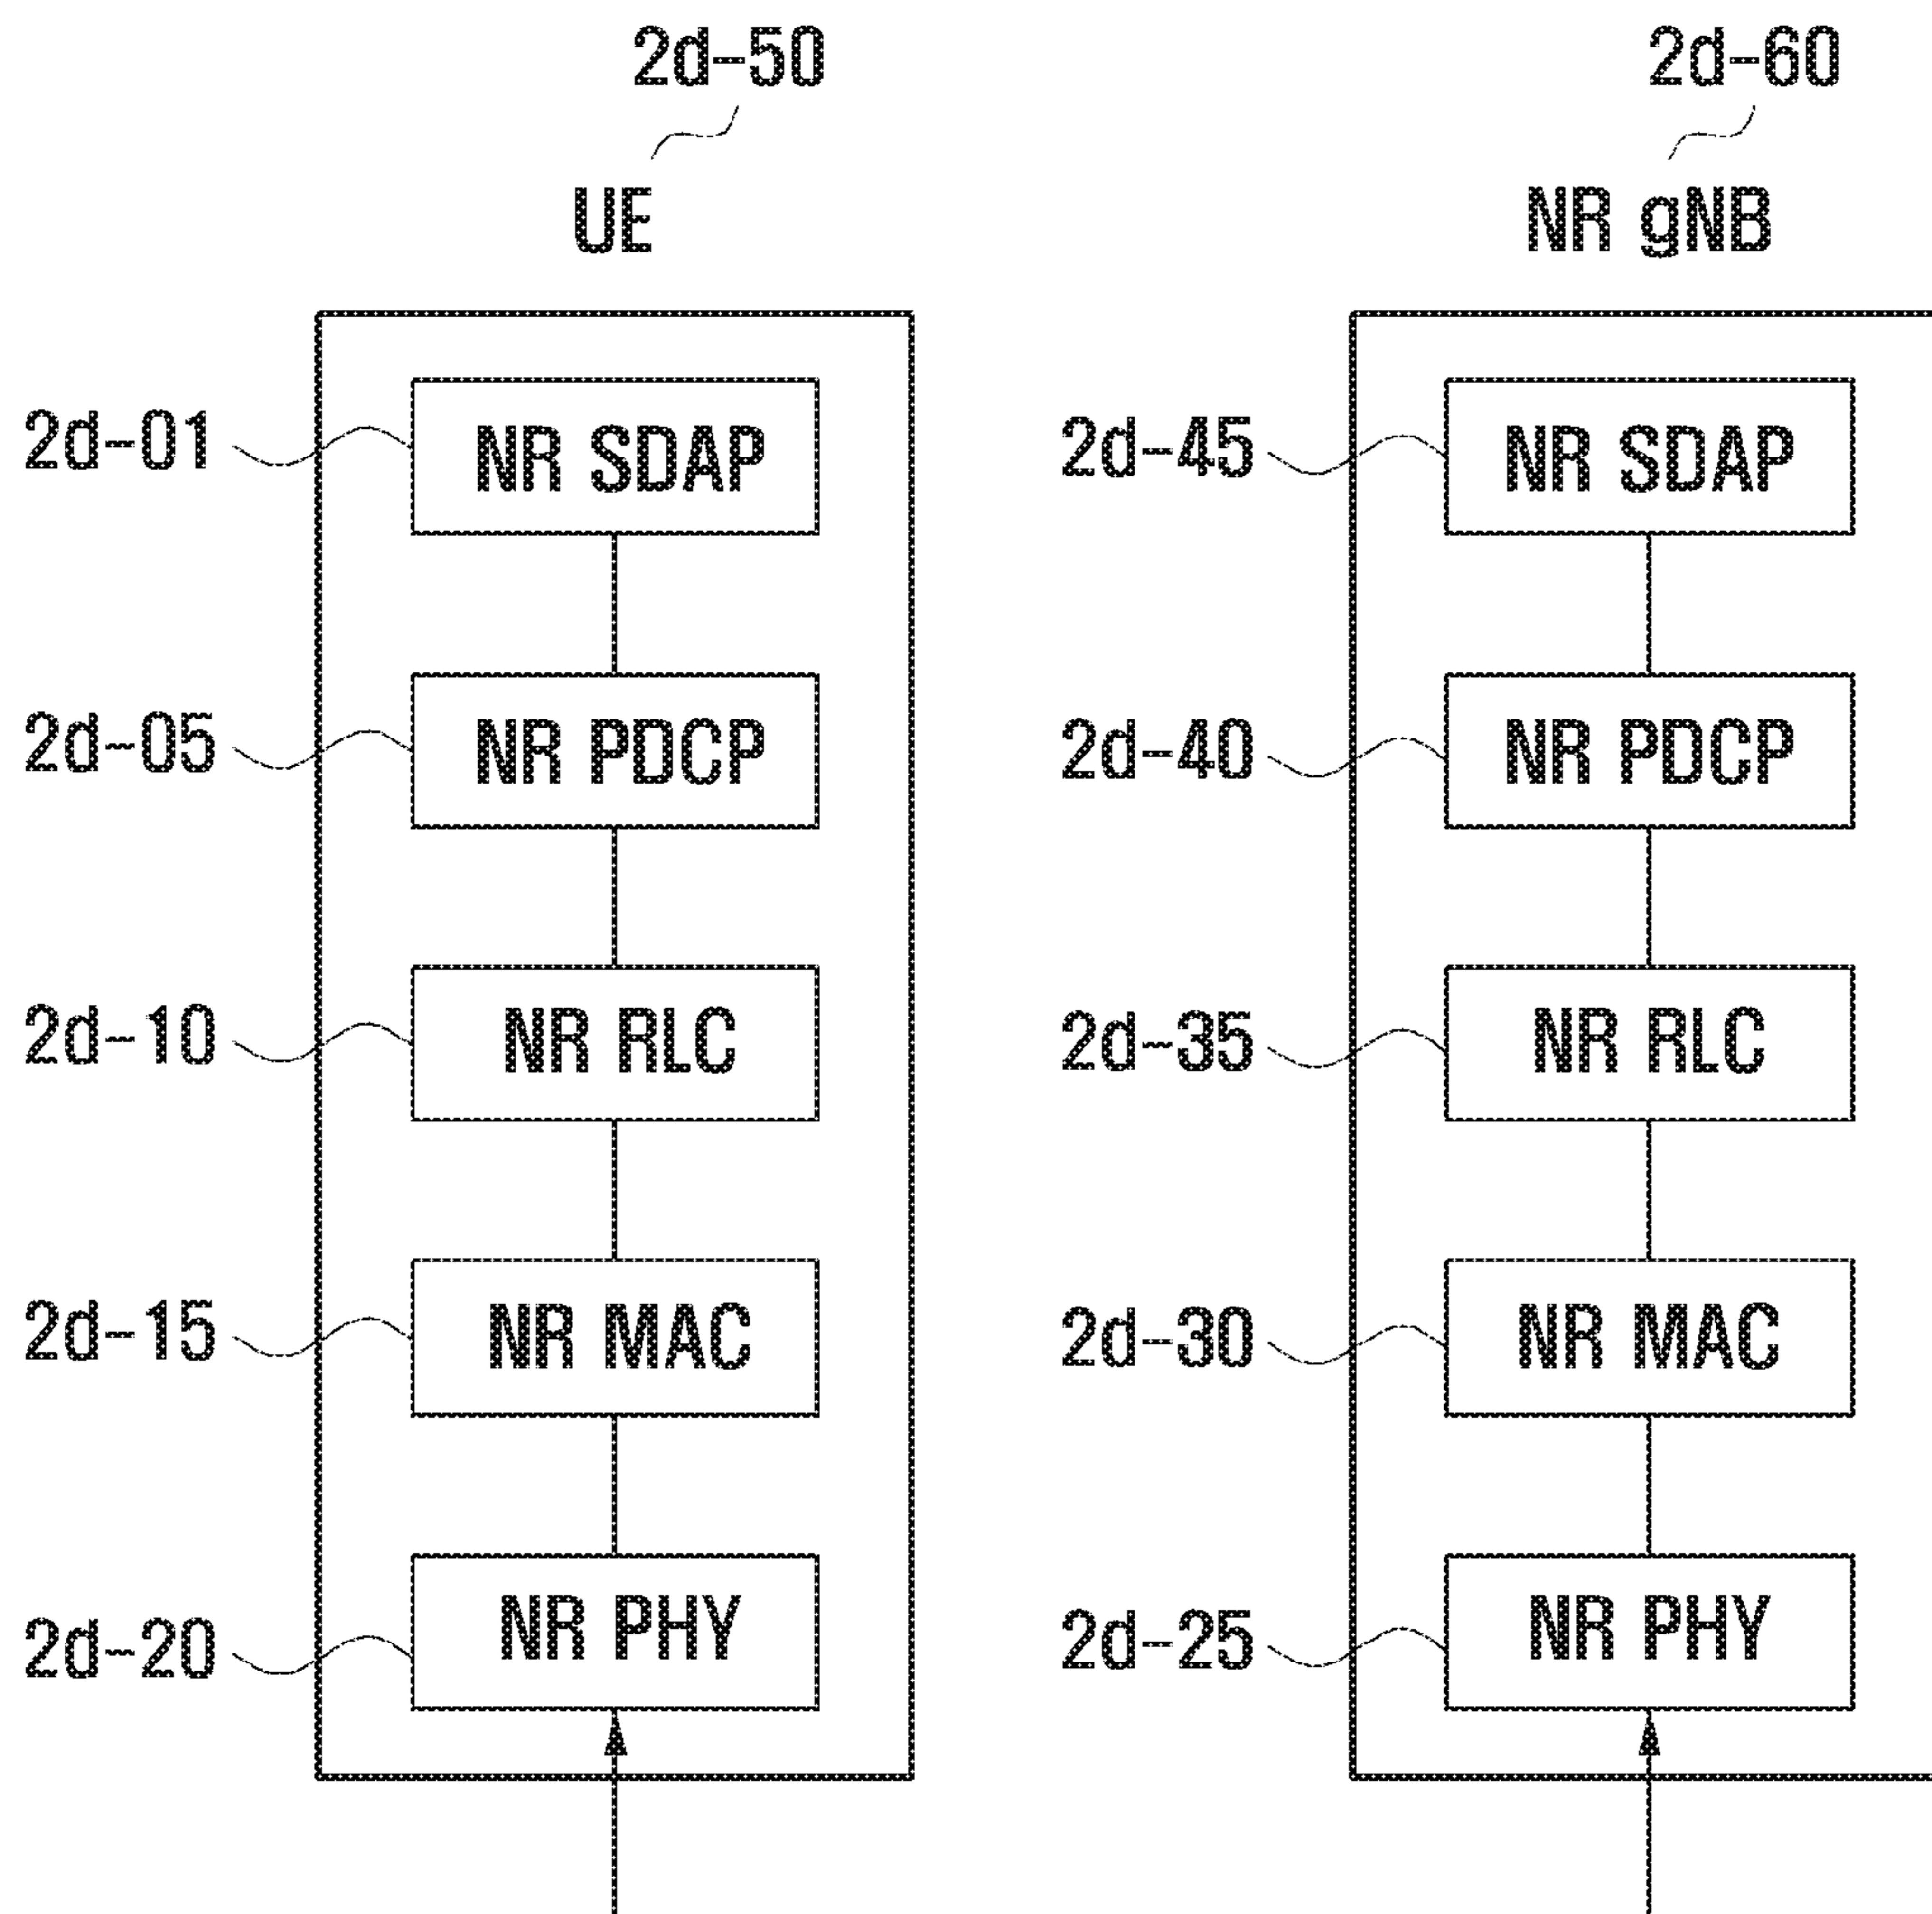 2d-50
2d-60
UE
NR gNB
2d-01
NR SDAP
2d-45
NR SDAP
2d-05
NR PDCP
2d-40
NR PDCP
2d-10
NR RLC
2d-35
NR RLC
2d-15
NR MAC
2d-30
NR MAC
2d-20
NR PHY
2d-25
NR PHY